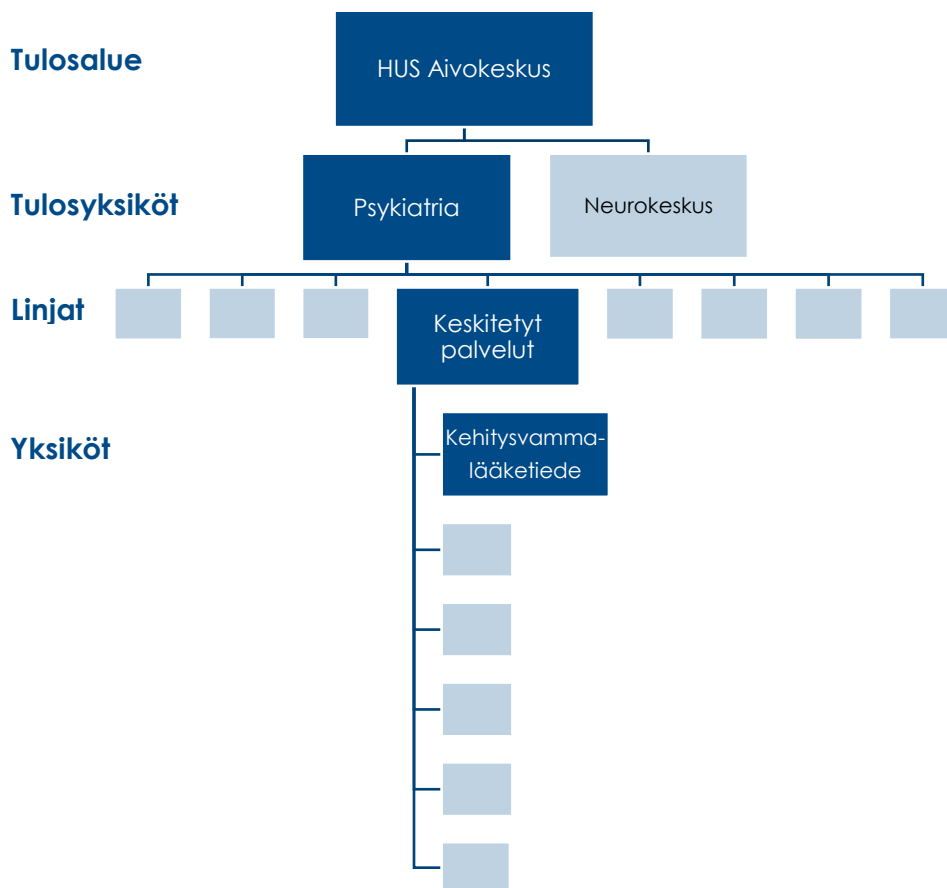 Tulosalue
HUS Aivokeskus
Tulosyksiköt
Psykiatria
Neurokeskus
Linjat
Keskitetyt
palvelut
Yksiköt
Kehitysvamma-
lääketiede